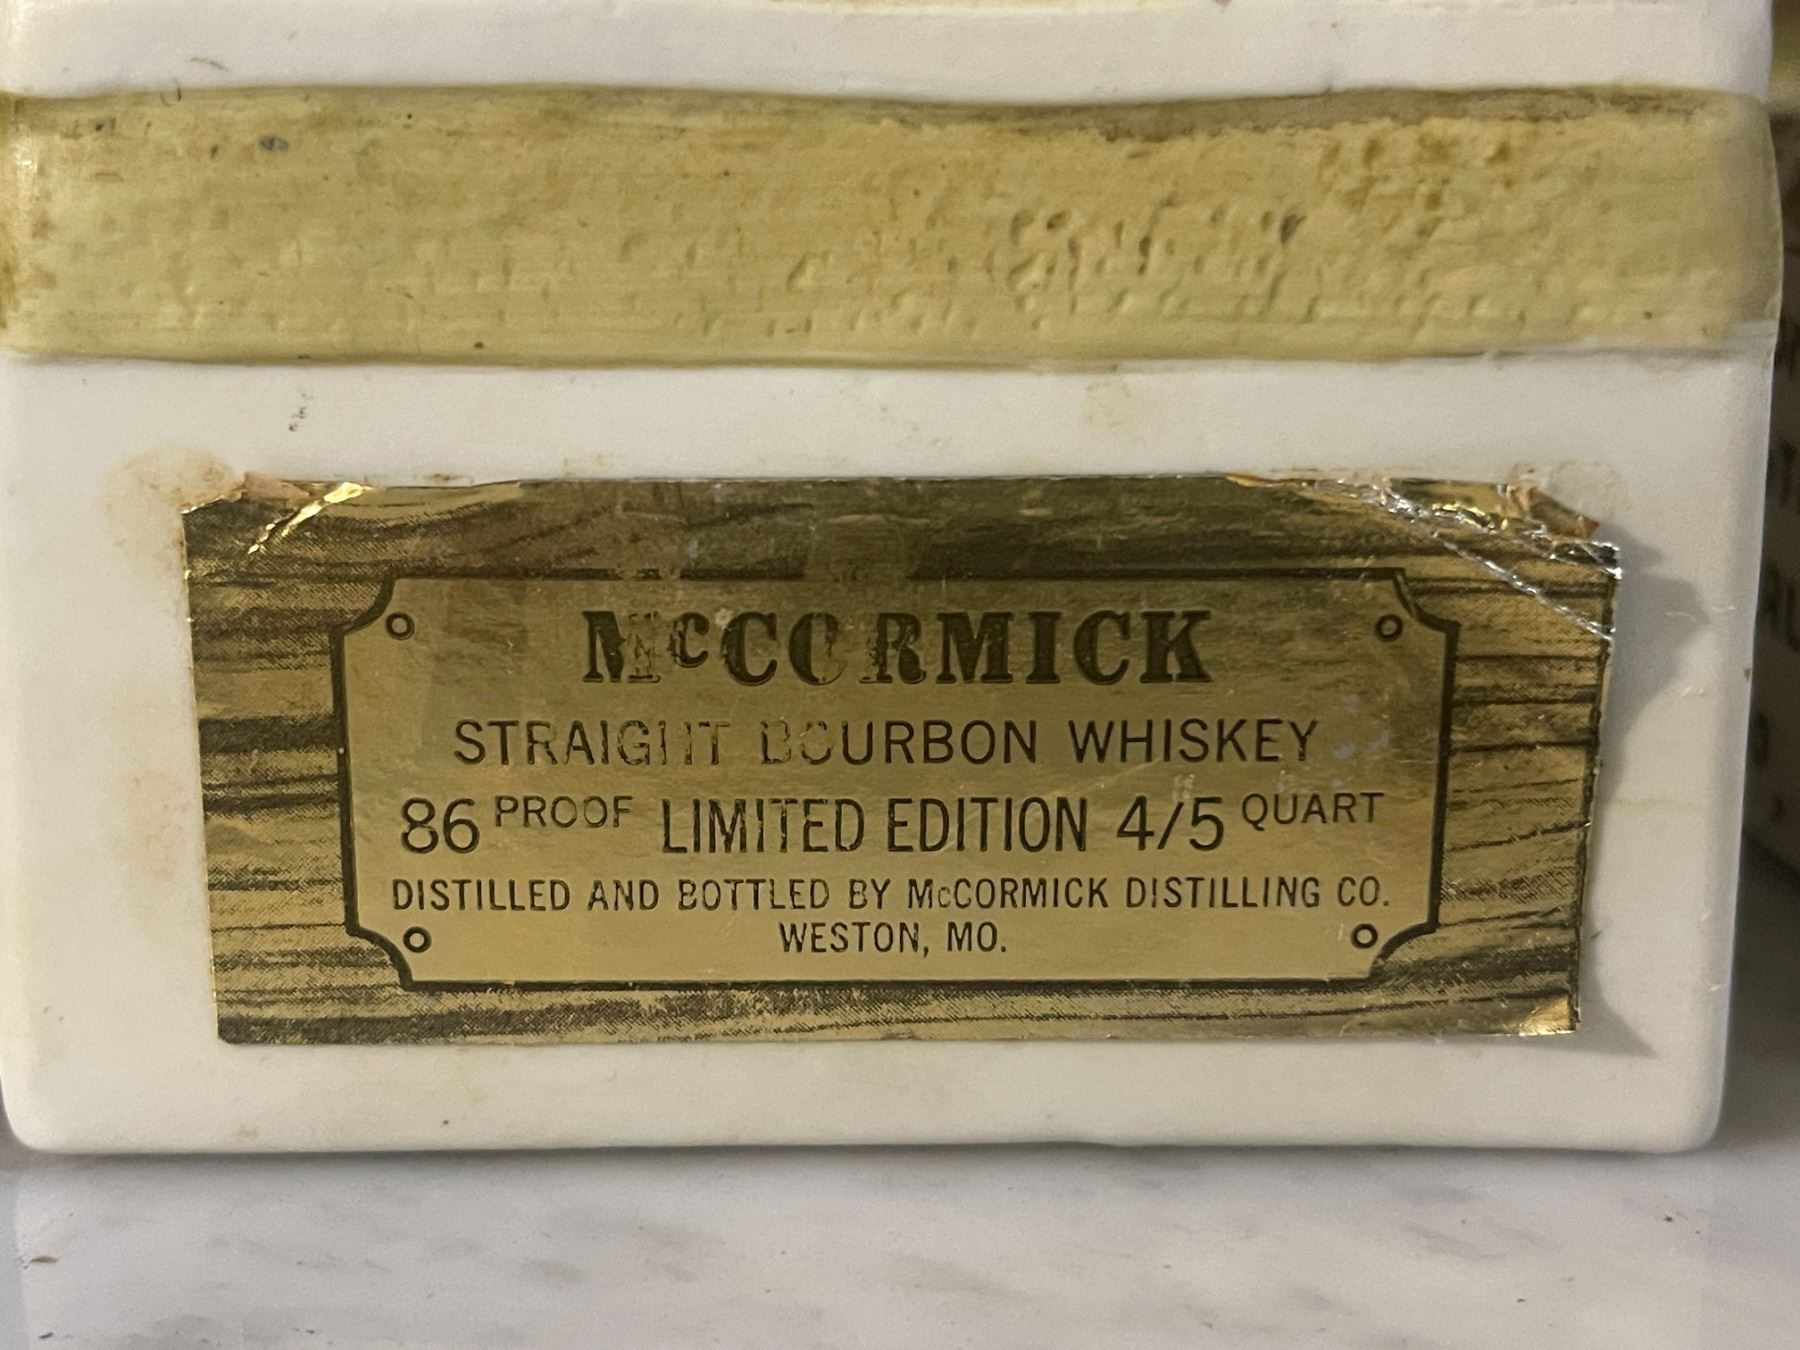 McCORMICK
STRAIGHT BOURBON WHISKEY
86 PROOF LIMITED EDITION 4/5 QUART
DISTILLED AND BOTTLED BY McCORMICK DISTILLING CO.
WESTON, MO.